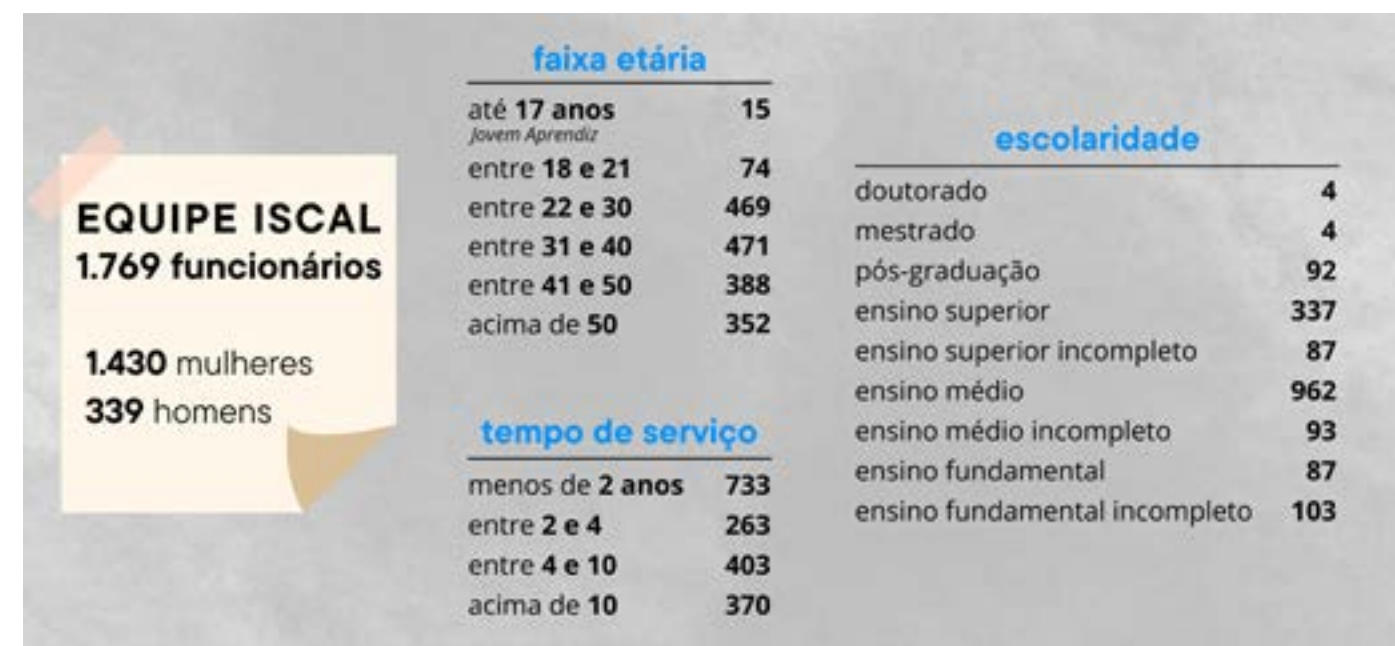 EQUIPE ISCAL
1.769 funcionários
1.430 mulheres
339 homens
faixa etária
até 17 anos 15
Jovem Aprendiz
entre 18 e 21 74
entre 22 e 30 469
entre 31 e 40 471
entre 41 e 50 388
acima de 50 352
tempo de serviço
menos de 2 anos 733
entre 2 e 4 263
entre 4 e 10 403
acima de 10 370
escolaridade
doutorado 4
mestrado 4
pós-graduação 92
ensino superior 337
ensino superior incompleto 87
ensino médio 962
ensino médio incompleto 93
ensino fundamental 87
ensino fundamental incompleto 103